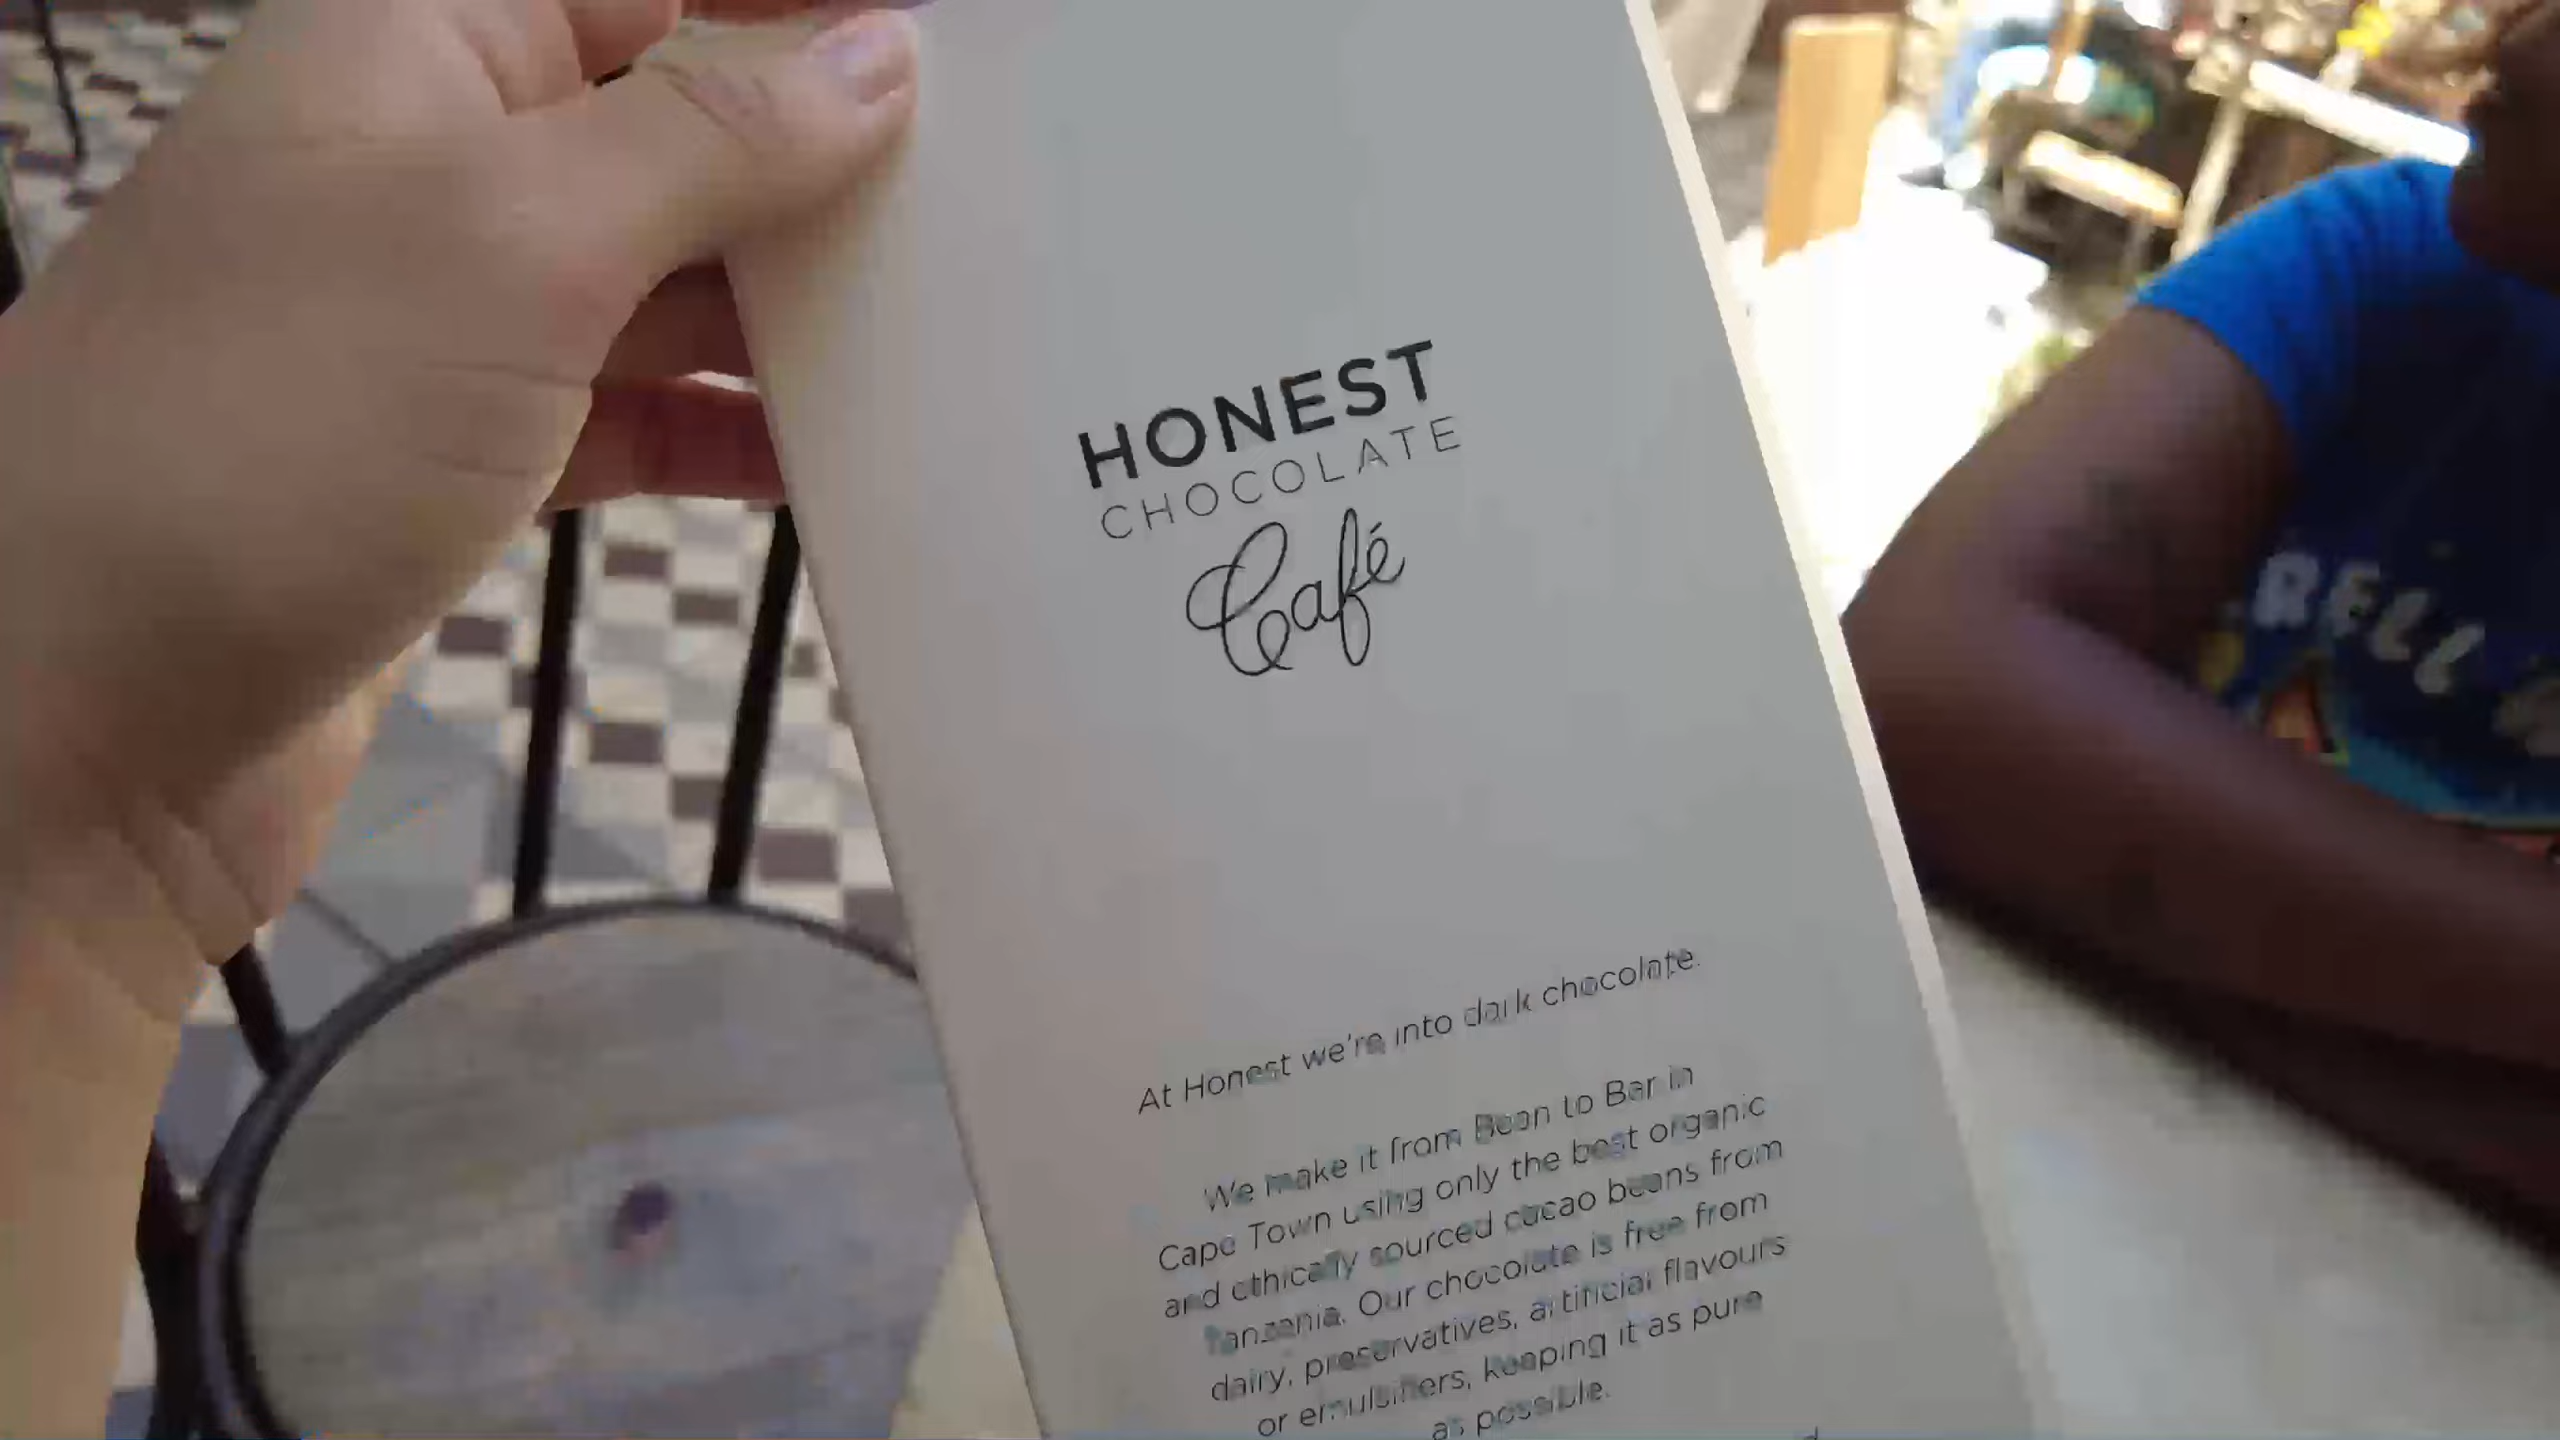 HONEST
CHOCOLATE
Café
At Honest we're into dark chocolate.
We make it from Bean to Bar in
Cape Town using only the best organic
and ethically sourced cacao beans from
Tanzania. Our chocolate is free from
dairy, preservatives, artificial flavours
or emulsifiers, keeping it as pure
as possible.
RELL